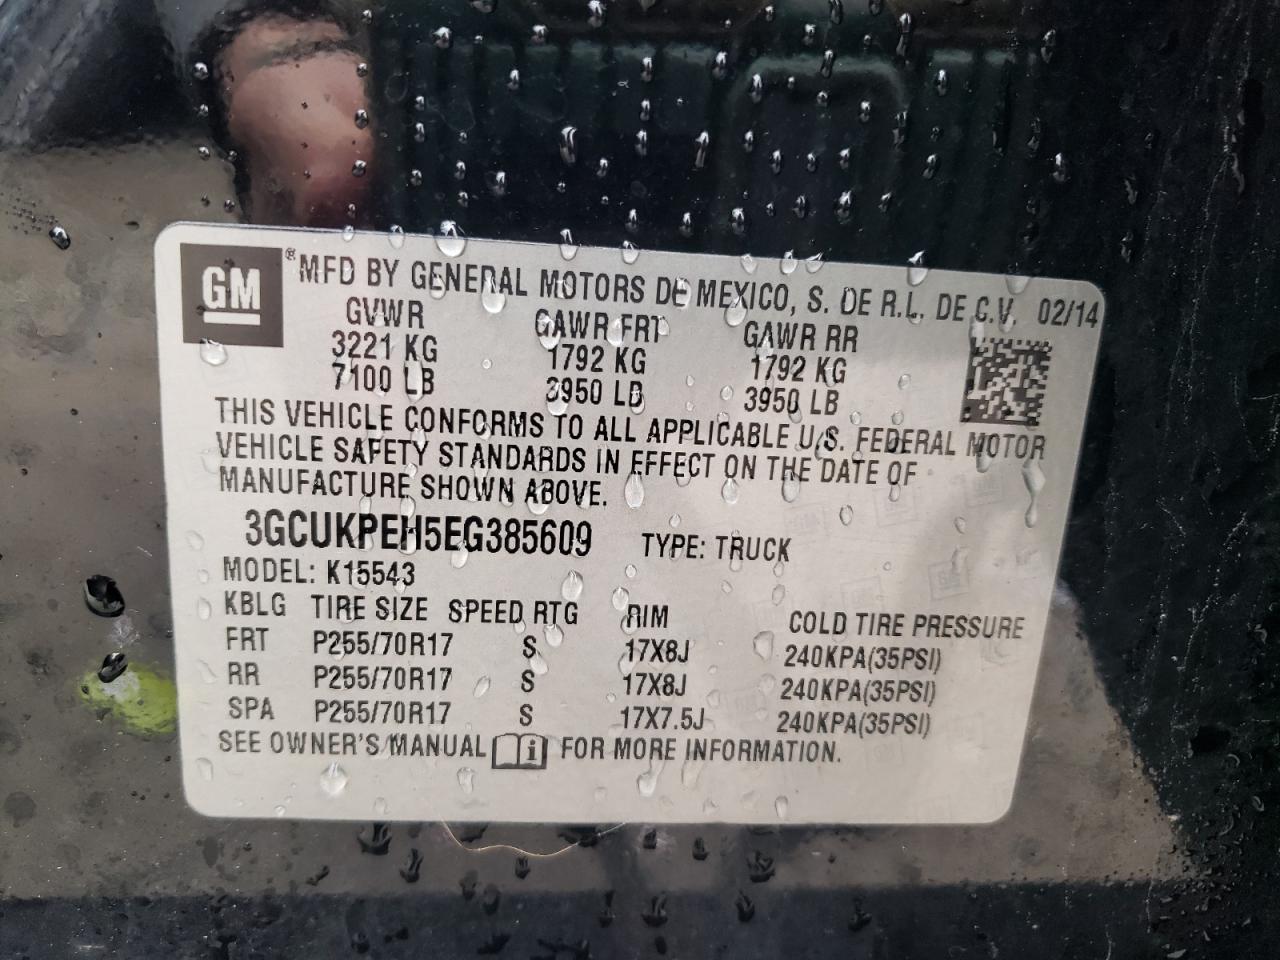 GM ® MFD BY GENERAL MOTORS DE MEXICO, S. DE R.L. DE C.V. 02/14
GVWR GAWR FRT GAWR RR
3221 KG 1792 KG 1792 KG
7100 LB 3950 LB 3950 LB
THIS VEHICLE CONFORMS TO ALL APPLICABLE U.S. FEDERAL MOTOR
VEHICLE SAFETY STANDARDS IN EFFECT ON THE DATE OF
MANUFACTURE SHOWN ABOVE.
3GCUKPEH5EG385609 TYPE: TRUCK
MODEL: K15543
KBLG TIRE SIZE SPEED RTG RIM COLD TIRE PRESSURE
FRT P255/70R17 S 17X8J 240KPA(35PSI)
RR P255/70R17 S 17X8J 240KPA(35PSI)
SPA P255/70R17 S 17X7.5J 240KPA(35PSI)
SEE OWNER'S MANUAL i FOR MORE INFORMATION.